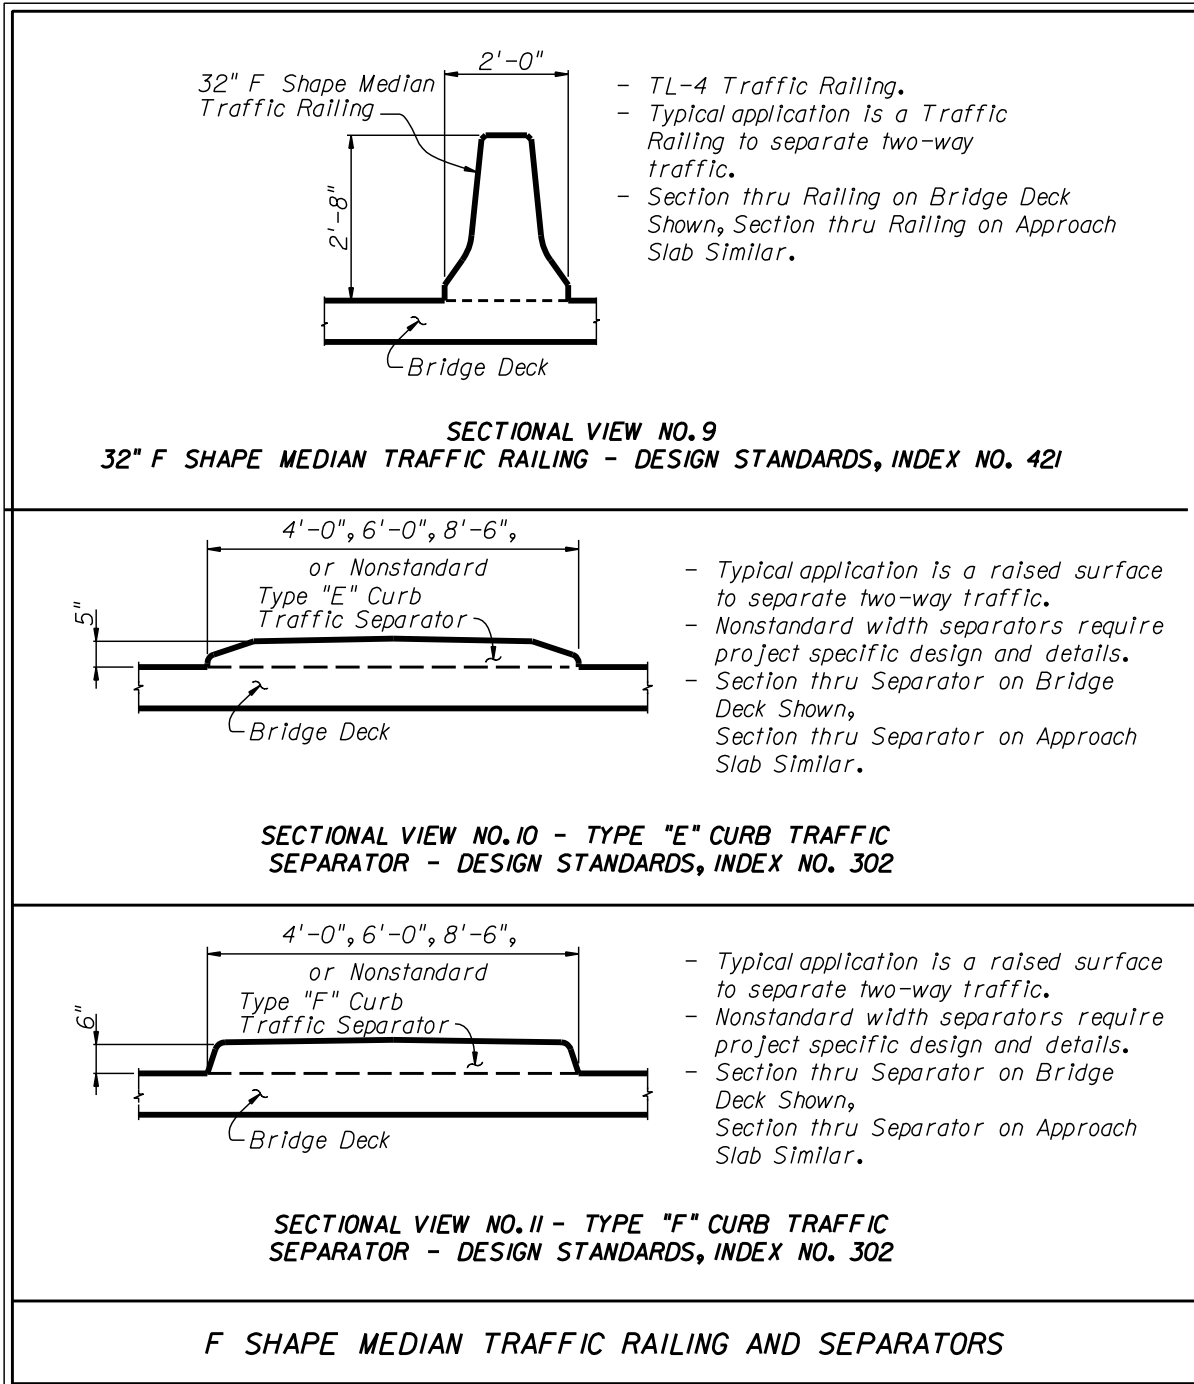 2'-0"
32" F Shape Median
Traffic Railing
2'-8"
Bridge Deck
- TL-4 Traffic Railing.
- Typical application is a Traffic
Railing to separate two-way
traffic.
- Section thru Railing on Bridge Deck
Shown, Section thru Railing on Approach
Slab Similar.
SECTIONAL VIEW NO. 9
32" F SHAPE MEDIAN TRAFFIC RAILING - DESIGN STANDARDS, INDEX NO. 421
4'-0", 6'-0", 8'-6",
or Nonstandard
Type "E" Curb
Traffic Separator
5"
Bridge Deck
- Typical application is a raised surface
to separate two-way traffic.
- Nonstandard width separators require
project specific design and details.
- Section thru Separator on Bridge
Deck Shown,
Section thru Separator on Approach
Slab Similar.
SECTIONAL VIEW NO. 10 - TYPE "E" CURB TRAFFIC
SEPARATOR - DESIGN STANDARDS, INDEX NO. 302
4'-0", 6'-0", 8'-6",
or Nonstandard
Type "F" Curb
Traffic Separator
6"
Bridge Deck
- Typical application is a raised surface
to separate two-way traffic.
- Nonstandard width separators require
project specific design and details.
- Section thru Separator on Bridge
Deck Shown,
Section thru Separator on Approach
Slab Similar.
SECTIONAL VIEW NO. 11 - TYPE "F" CURB TRAFFIC
SEPARATOR - DESIGN STANDARDS, INDEX NO. 302
F SHAPE MEDIAN TRAFFIC RAILING AND SEPARATORS